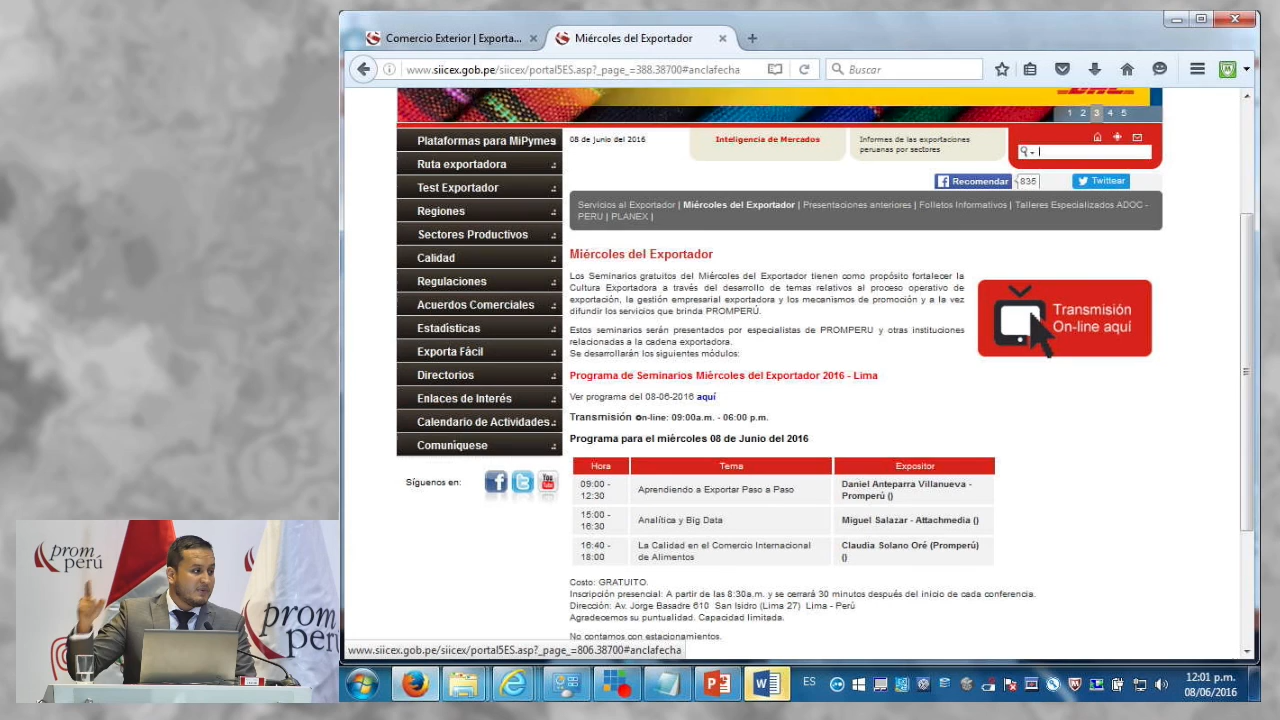 Comercio Exterior | Exporta...
Miércoles del Exportador
www.siicex.gob.pe/siicex/portal5ES.asp?_page_=388.38700#anclafecha
Buscar
1 2 3 4 5
Plataformas para MiPymes
Ruta exportadora
Test Exportador
Regiones
Sectores Productivos
Calidad
Regulaciones
Acuerdos Comerciales
Estadísticas
Exporta Fácil
Directorios
Enlaces de Interés
Calendario de Actividades
Comuníquese
Síguenos en:
You
08 de junio del 2016
Inteligencia de Mercados
Informes de las exportaciones
peruanas por sectores
Recomendar
835
Twittear
Servicios al Exportador | Miércoles del Exportador | Presentaciones anteriores | Folletos Informativos | Talleres Especializados ADOC -
PERU | PLANEX |
Miércoles del Exportador
Los Seminarios gratuitos del Miércoles del Exportador tienen como propósito fortalecer la
Cultura Exportadora a través del desarrollo de temas relativos al proceso operativo de
exportación, la gestión empresarial exportadora y los mecanismos de promoción y a la vez
difundir los servicios que brinda PROMPERÚ.
Estos seminarios serán presentados por especialistas de PROMPERU y otras instituciones
relacionadas a la cadena exportadora.
Se desarrollarán los siguientes módulos:
Transmisión
On-line aquí
Programa de Seminarios Miércoles del Exportador 2016 - Lima
Ver programa del 08-06-2016 aquí
Transmisión on-line: 09:00a.m. - 06:00 p.m.
Programa para el miércoles 08 de Junio del 2016
Hora Tema Expositor
09:00 -
12:30
Aprendiendo a Exportar Paso a Paso
Daniel Anteparra Villanueva -
Promperú ()
15:00 -
16:30
Analítica y Big Data
Miguel Salazar - Attachmedia ()
16:40 -
18:00
La Calidad en el Comercio Internacional
de Alimentos
Claudia Solano Oré (Promperú)
()
Costo: GRATUITO.
Inscripción presencial: A partir de las 8:30a.m. y se cerrará 30 minutos después del inicio de cada conferencia.
Dirección: Av. Jorge Basadre 610 San Isidro (Lima 27) Lima - Perú
Agradecemos su puntualidad. Capacidad limitada.
No contamos con estacionamientos.
www.siicex.gob.pe/siicex/portal5ES.asp?_page_=806.38700#anclafecha
ES
12:01 p.m.
08/06/2016
prom
perú
prom
perú